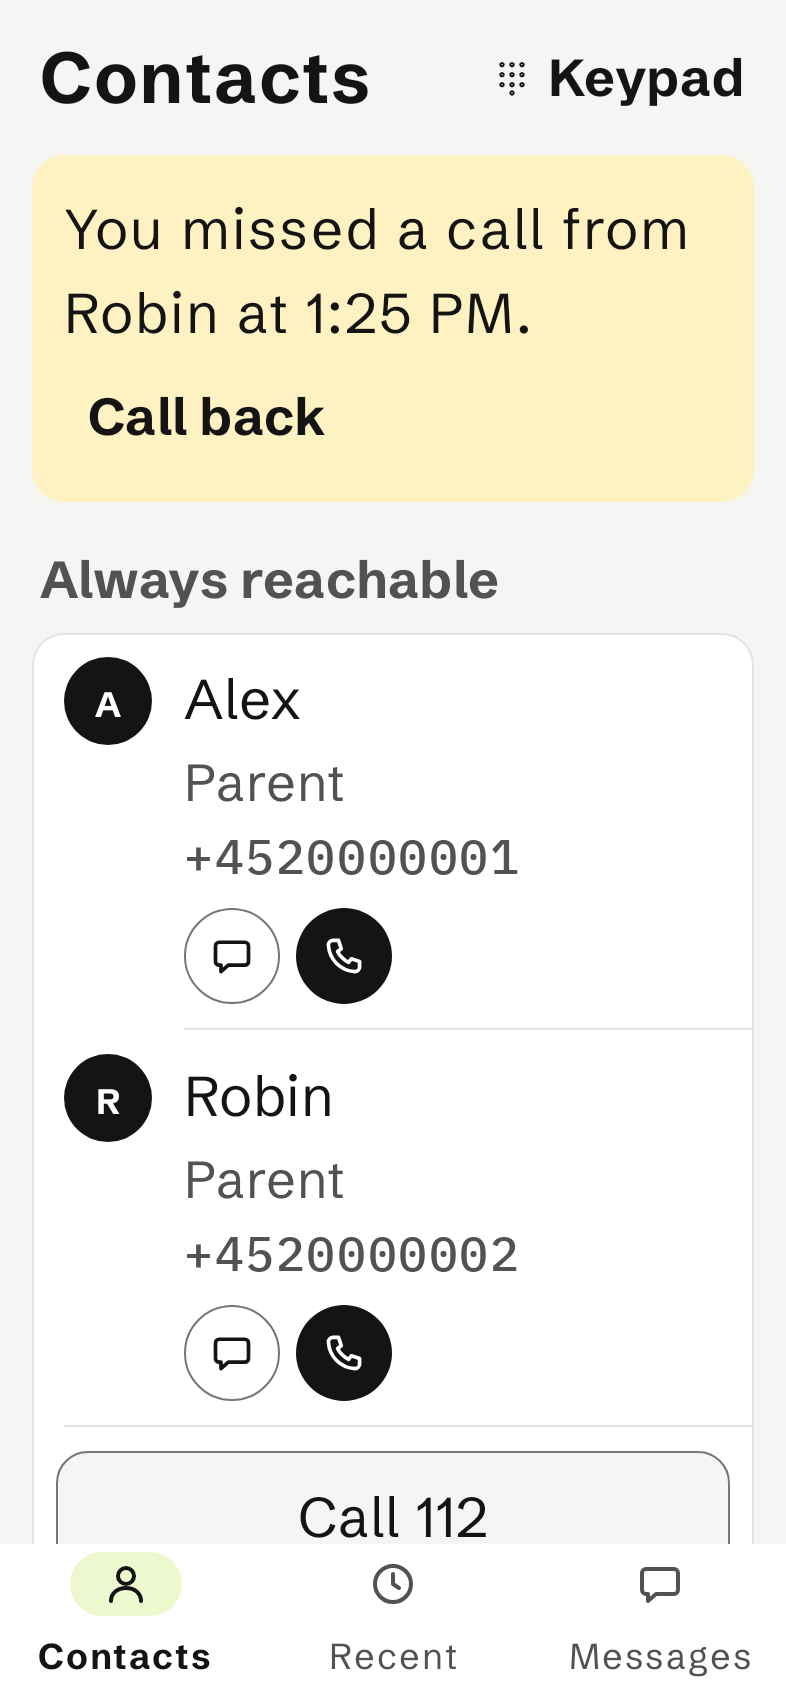 Contacts
Keypad
You missed a call from
Robin at 1:25 PM.
Call back
Always reachable
A
Alex
Parent
+4520000001
R
Robin
Parent
+4520000002
Call 112
Contacts
Recent
Messages